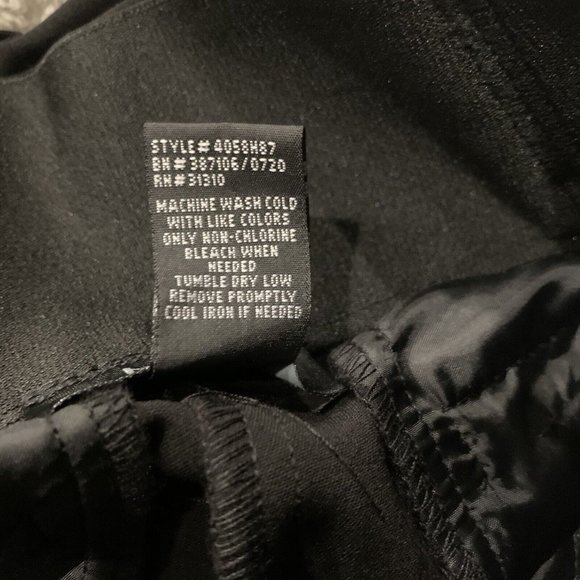 STYLE# 4058H87
BH# 387106/0720
RN# 31310
MACHINE WASH COLD
WITH LIKE COLORS
ONLY NON-CHLORINE
BLEACH WHEN
NEEDED
TUMBLE DRY LOW
REMOVE PROMPTLY
COOL IRON IF NEEDED